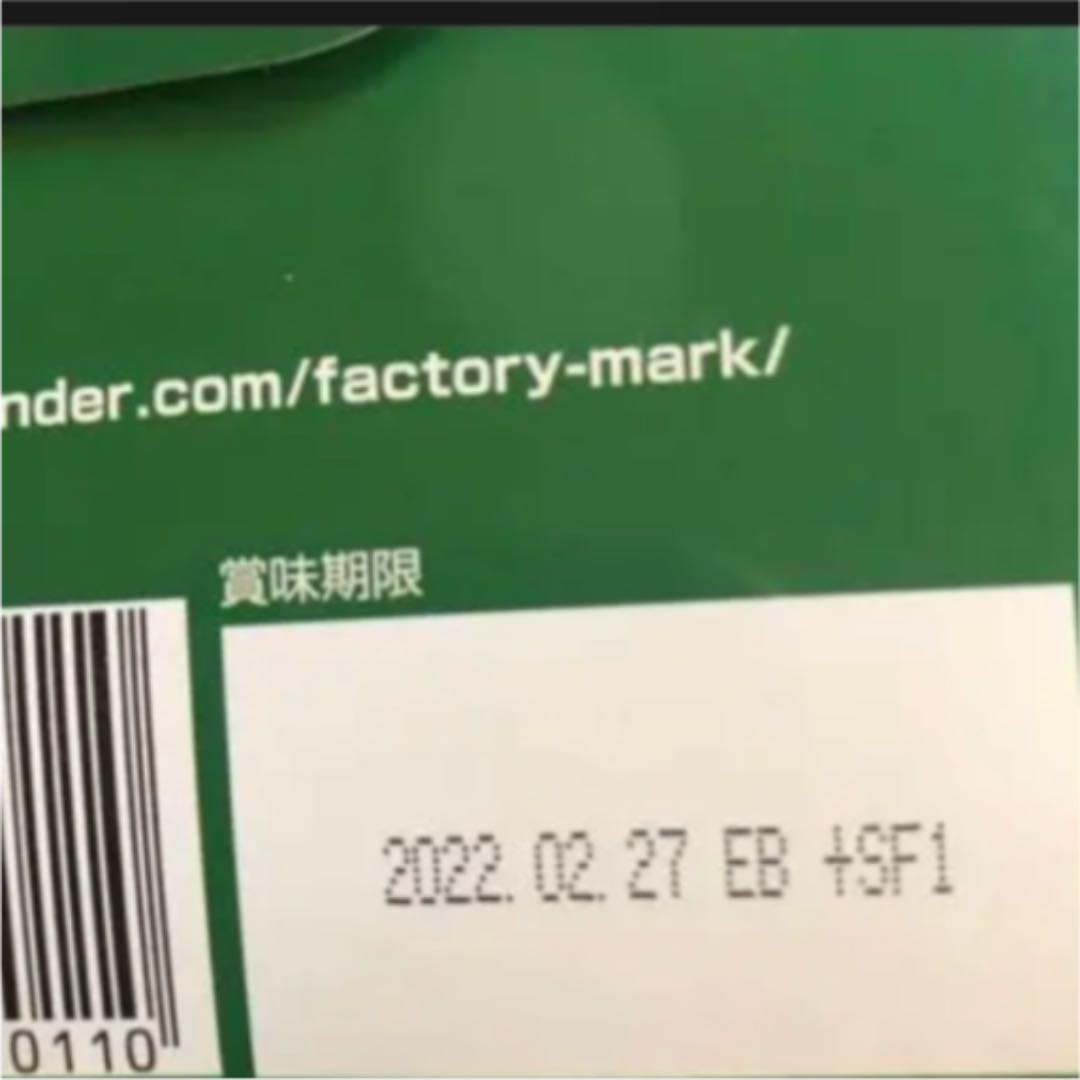 nder.com/factory-mark/
賞味期限
2022.02.27 EB +SF1
0110